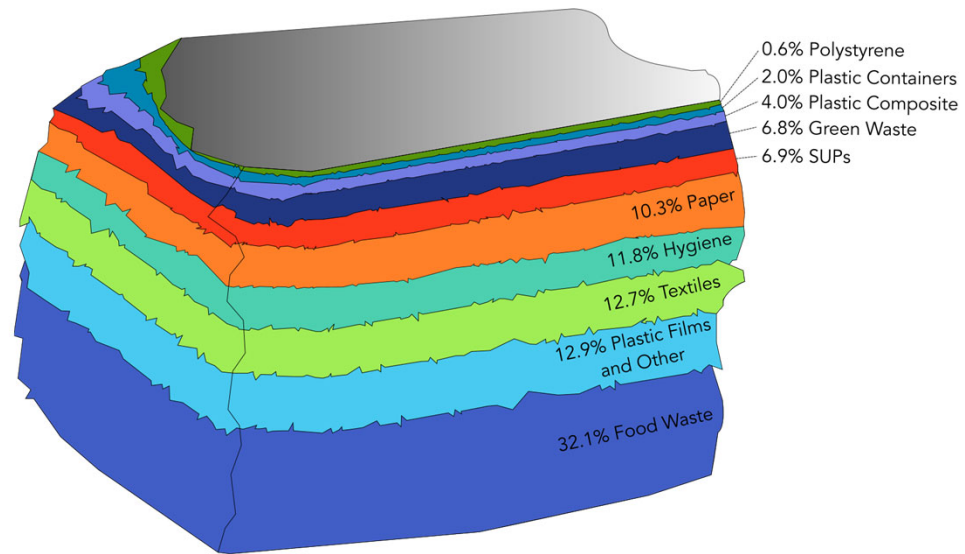 0.6% Polystyrene
2.0% Plastic Containers
4.0% Plastic Composite
6.8% Green Waste
6.9% SUPs
10.3% Paper
11.8% Hygiene
12.7% Textiles
12.9% Plastic Films
and Other
32.1% Food Waste